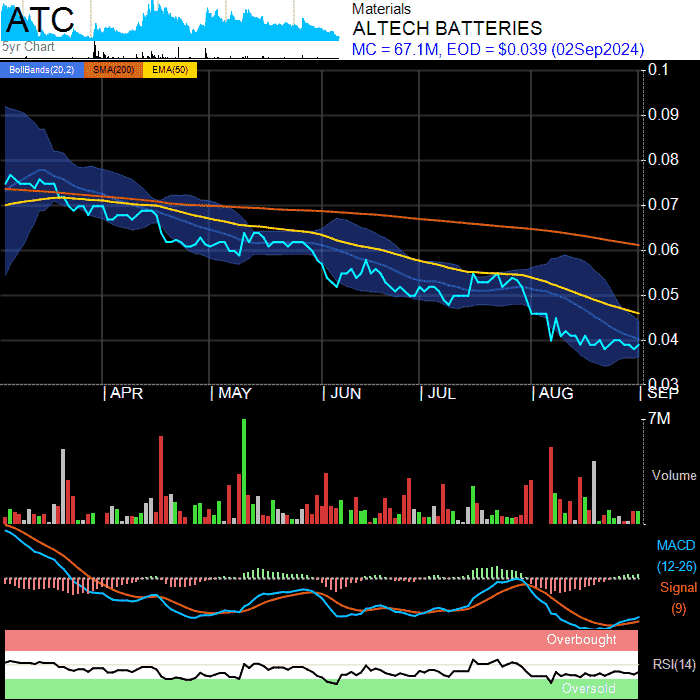 ATC
5yr Chart
Materials
ALTECH BATTERIES
MC = 67.1M, EOD = $0.039 (02Sep2024)
BollBands(20,2) SMA(200) EMA(50)
0.1
0.09
0.08
0.07
0.06
0.05
0.04
0.03
APR MAY JUN JUL AUG SEP
7M
Volume
MACD
(12-26)
Signal
(9)
Overbought
RSI(14)
Oversold